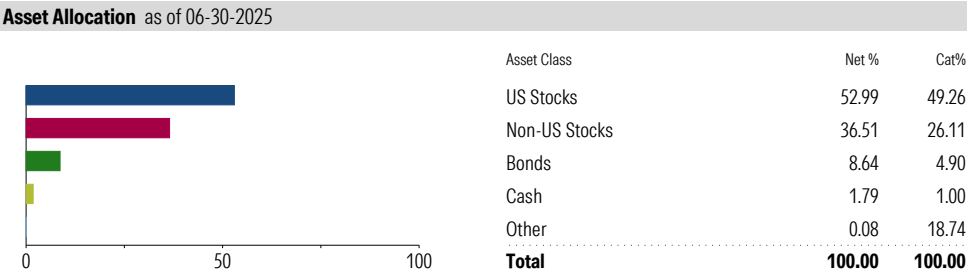 Asset Allocation as of 06-30-2025
Asset Class Net % Cat%
US Stocks 52.99 49.26
Non-US Stocks 36.51 26.11
Bonds 8.64 4.90
Cash 1.79 1.00
Other 0.08 18.74
0 50 100 Total 100.00 100.00